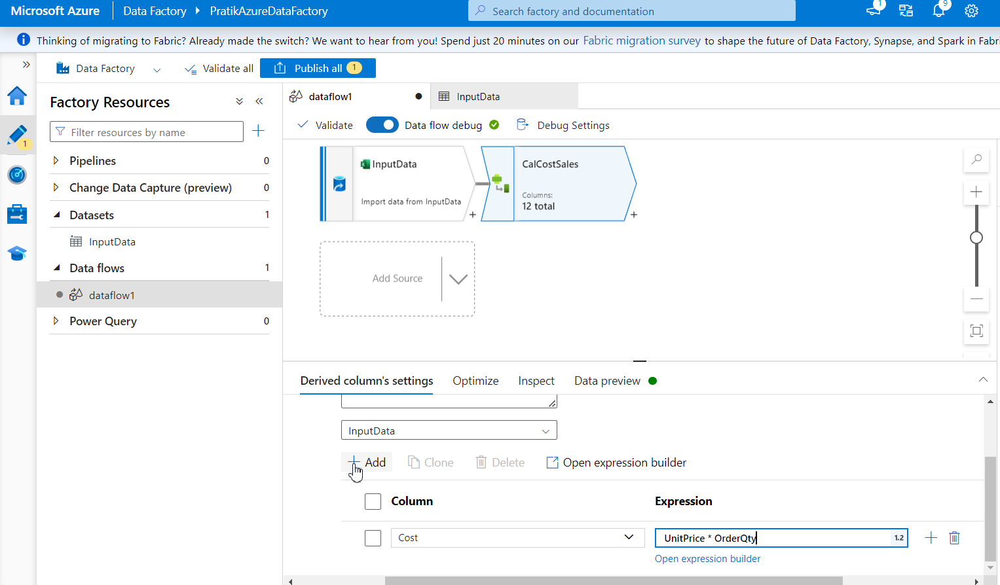 Microsoft Azure
Data Factory
PratikAzureDataFactory
Search factory and documentation
1
9
Thinking of migrating to Fabric? Already made the switch? We want to hear from you! Spend just 20 minutes on our Fabric migration survey to shape the future of Data Factory, Synapse, and Spark in Fabri
Data Factory
Validate all
Publish all 1
1
Factory Resources
Filter resources by name
Pipelines 0
Change Data Capture (preview) 0
Datasets 1
InputData
Data flows 1
dataflow1
Power Query 0
dataflow1
InputData
Validate
Data flow debug
Debug Settings
InputData
Import data from InputData
+
CalCostSales
Columns:
12 total
+
Add Source
Derived column's settings
Optimize
Inspect
Data preview
InputData
Add
Clone
Delete
Open expression builder
Column
Expression
Cost
UnitPrice * OrderQty
1.2
Open expression builder